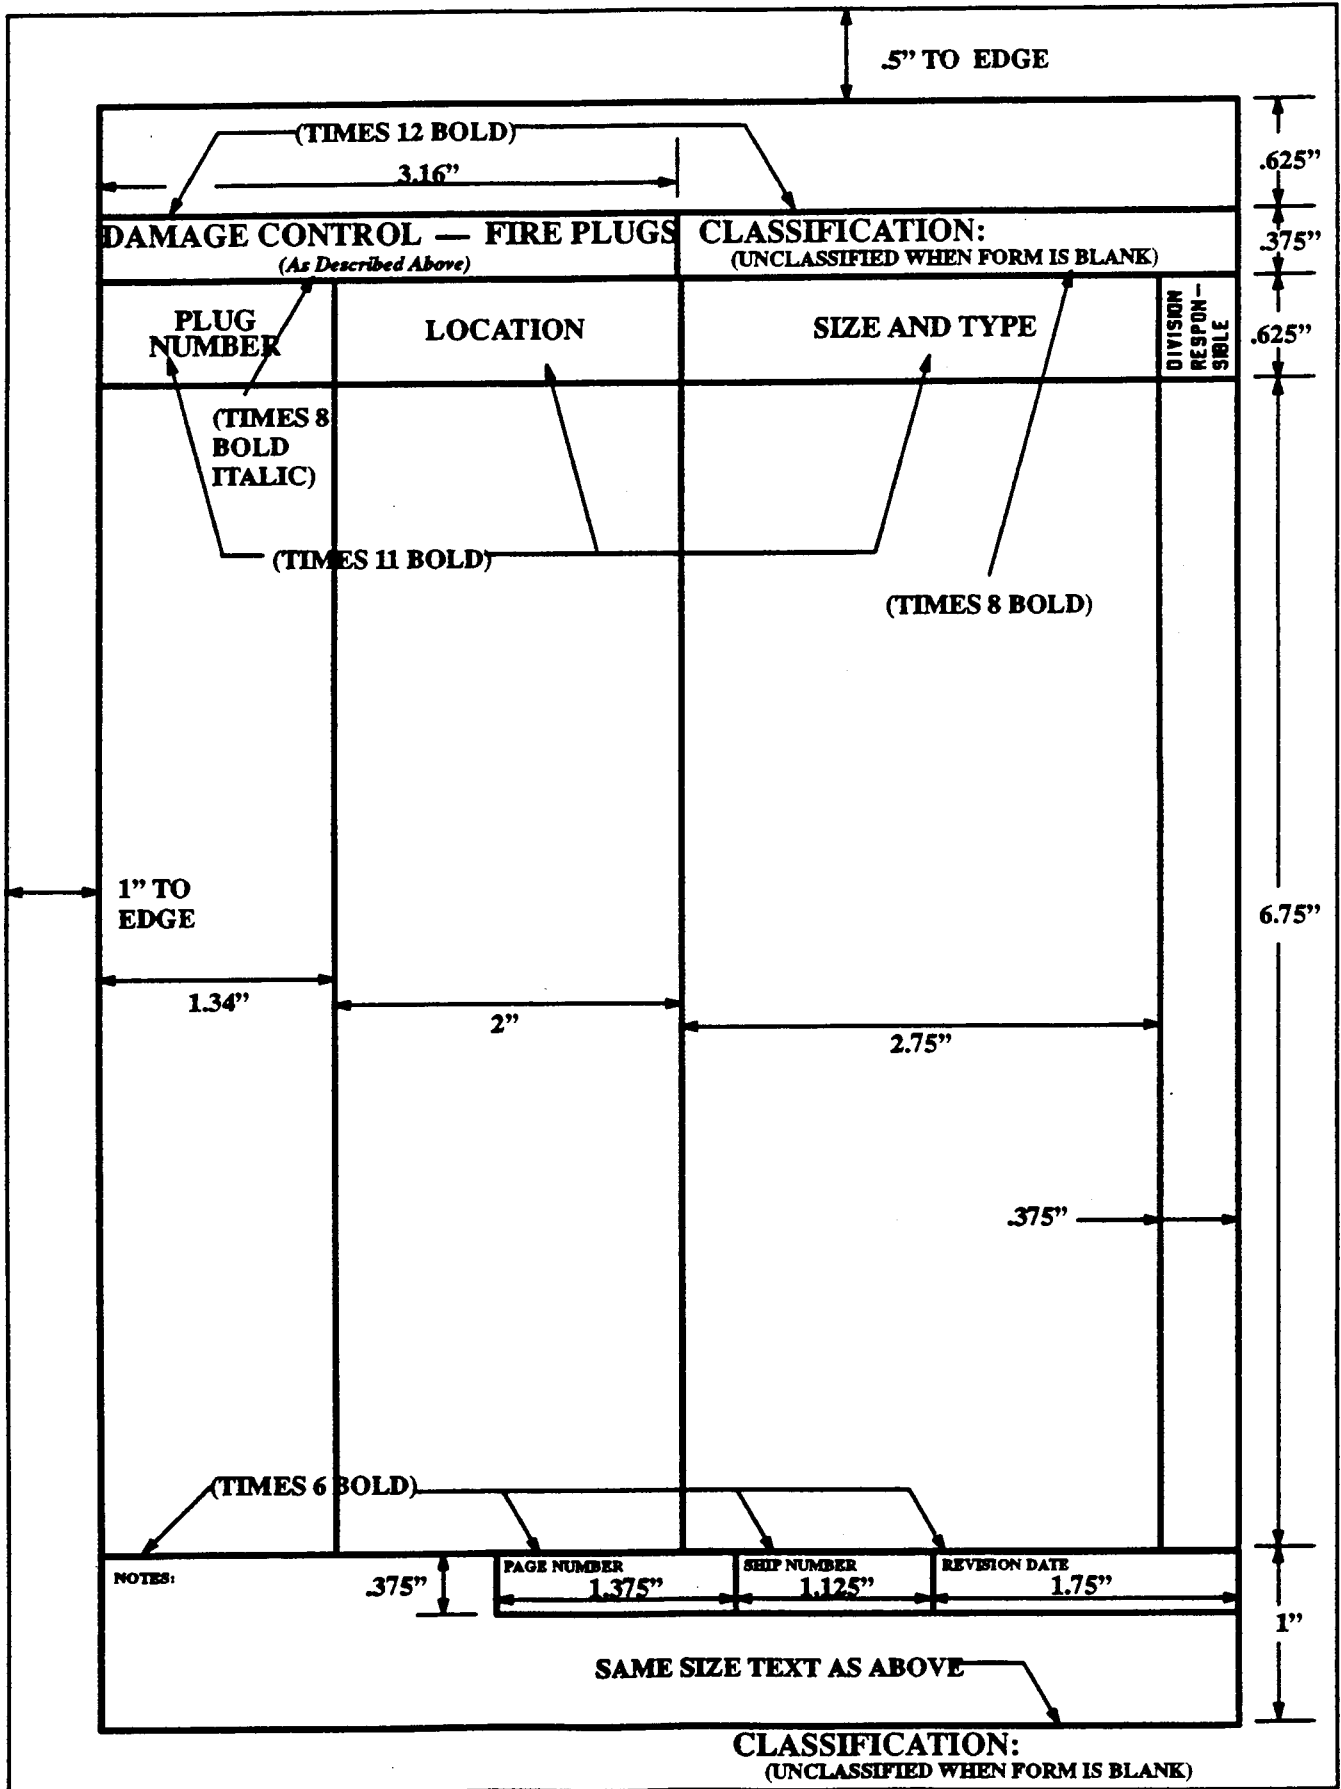 .5” TO EDGE
(TIMES 12 BOLD)
.625”
3.16”
DAMAGE CONTROL — FIRE PLUGS
(As Described Above)
CLASSIFICATION:
(UNCLASSIFIED WHEN FORM IS BLANK)
.375”
PLUG
NUMBER
LOCATION
SIZE AND TYPE
DIVISION
RESPON-
SIBLE
.625”
(TIMES 8
BOLD
ITALIC)
(TIMES 11 BOLD)
(TIMES 8 BOLD)
1” TO
EDGE
6.75”
1.34”
2”
2.75”
.375”
(TIMES 6 BOLD)
NOTES:
.375”
PAGE NUMBER
1.375”
SHIP NUMBER
1.125”
REVISION DATE
1.75”
1”
SAME SIZE TEXT AS ABOVE
CLASSIFICATION:
(UNCLASSIFIED WHEN FORM IS BLANK)